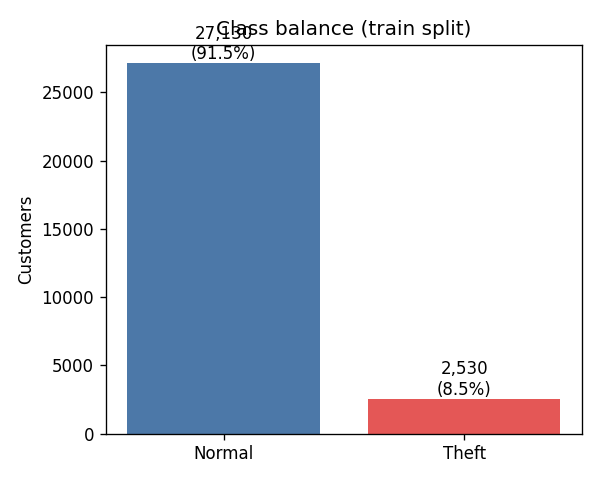 Class balance (train split)
27,130
(91.5%)
25000
20000
15000
10000
5000
0
Customers
2,530
(8.5%)
Normal
Theft